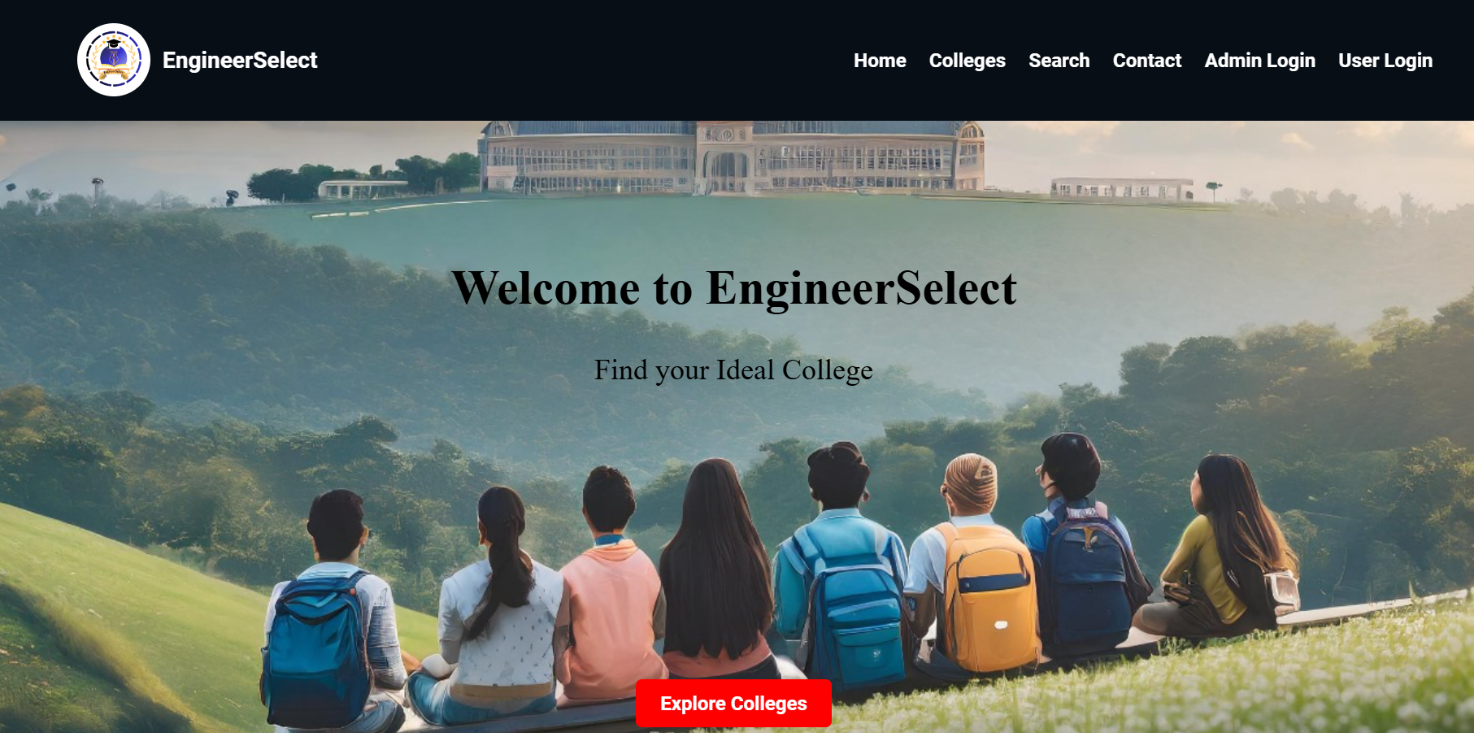 EngineerSelect
Home Colleges Search Contact Admin Login User Login
Welcome to EngineerSelect
Find your Ideal College
Explore Colleges